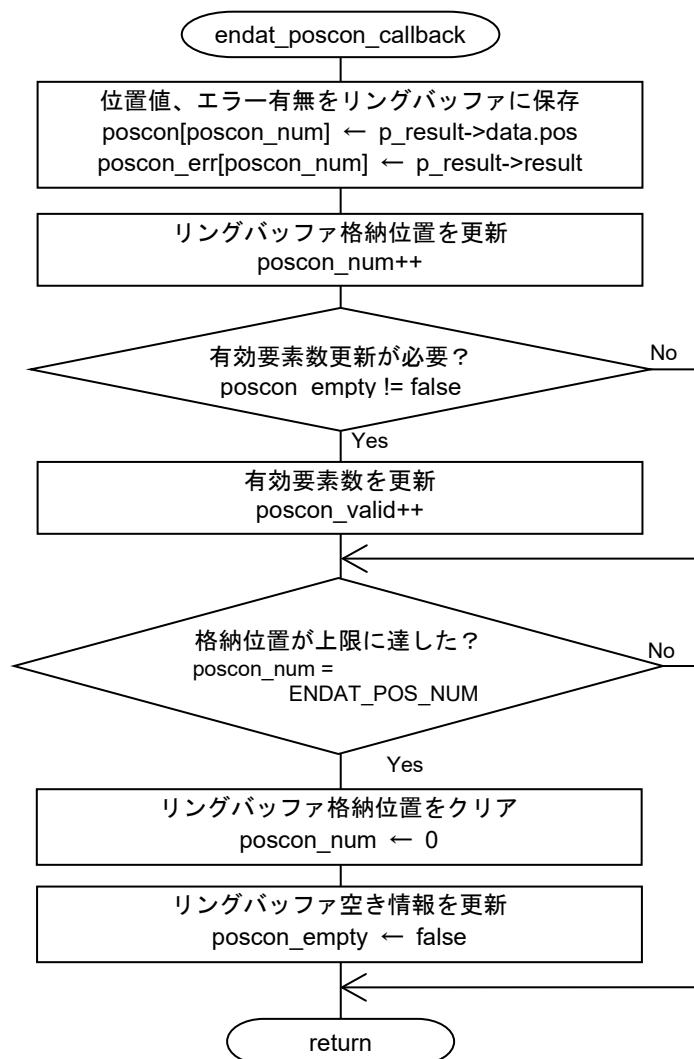 endat_poscon_callback
位置値、エラー有無をリングバッファに保存
poscon[poscon_num] ← p_result->data.pos
poscon_err[poscon_num] ← p_result->result
リングバッファ格納位置を更新
poscon_num++
有効要素数更新が必要？
poscon_empty != false
No
Yes
有効要素数を更新
poscon_valid++
格納位置が上限に達した？
poscon_num =
ENDAT_POS_NUM
No
Yes
リングバッファ格納位置をクリア
poscon_num ← 0
リングバッファ空き情報を更新
poscon_empty ← false
return